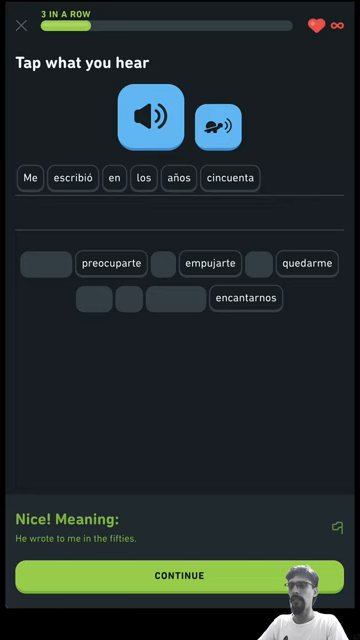 3 IN A ROW
Tap what you hear
Me escribió en los años cincuenta
preocuparte empujarte quedarme
encantarnos
Nice! Meaning:
He wrote to me in the fifties.
CONTINUE